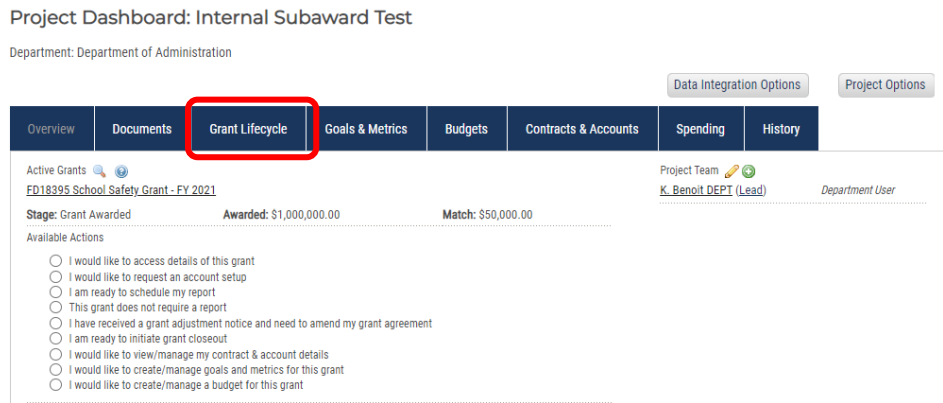 Project Dashboard: Internal Subaward Test
Department: Department of Administration
Data Integration Options Project Options
Overview Documents Grant Lifecycle Goals & Metrics Budgets Contracts & Accounts Spending History
Active Grants Project Team
FD18395 School Safety Grant - FY 2021 K. Benoit DEPT (Lead) Department User
Stage: Grant Awarded Awarded: $1,000,000.00 Match: $50,000.00
Available Actions
I would like to access details of this grant
I would like to request an account setup
I am ready to schedule my report
This grant does not require a report
I have received a grant adjustment notice and need to amend my grant agreement
I am ready to initiate grant closeout
I would like to view/manage my contract & account details
I would like to create/manage goals and metrics for this grant
I would like to create/manage a budget for this grant